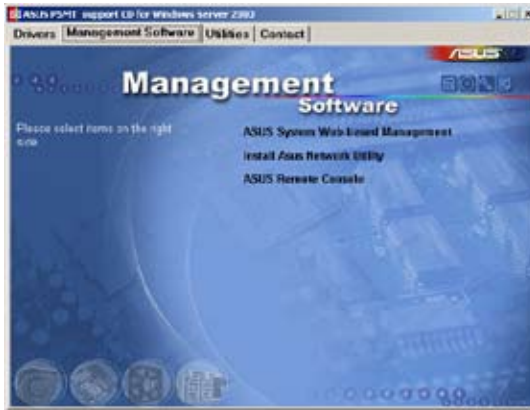 ASUS P5MT support CD for Windows Server 2003
Drivers Management Software Utilities Contact
ASUS
Management
Software
Please select items on the right
side
ASUS System Web-based Management
Install Asus Network Utility
ASUS Remote Console